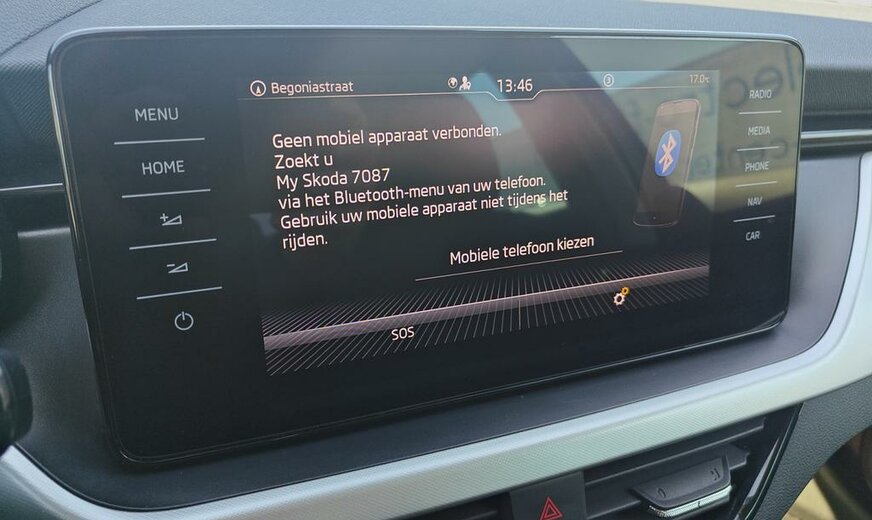 Begoniastraat
13:46
3
17.0°C
MENU
HOME
RADIO
MEDIA
PHONE
NAV
CAR
Geen mobiel apparaat verbonden.
Zoekt u
My Skoda 7087
via het Bluetooth-menu van uw telefoon.
Gebruik uw mobiele apparaat niet tijdens het
rijden.
Mobiele telefoon kiezen
SOS